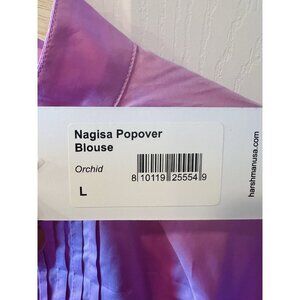 Nagisa Popover
Blouse
Orchid
8 10119 25554 9
L
harshmanusa.com